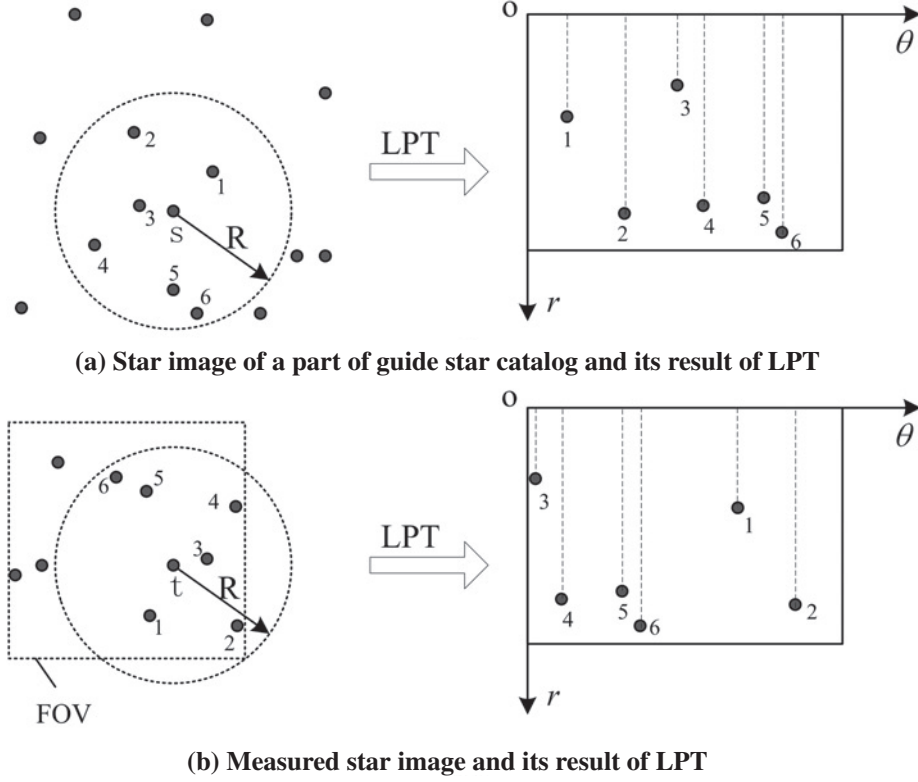 O
θ
2
3
1
1
LPT
3
S
R
2
4
5
4
5
6
6
r
(a) Star image of a part of guide star catalog and its result of LPT
O
θ
6
5
4
3
1
LPT
3
t
R
4
5
2
6
1
2
FOV
r
(b) Measured star image and its result of LPT